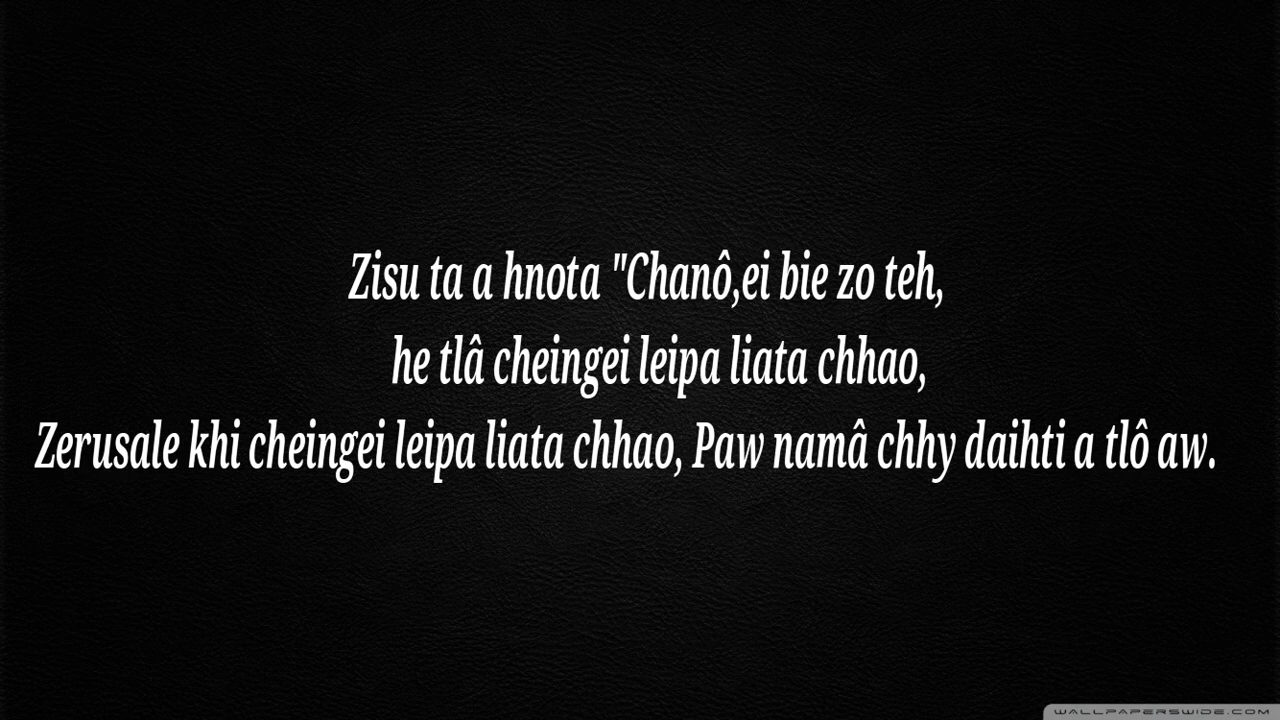 Zisu ta a hnota "Chanô,ei bie zo teh,
he tlâ cheingei leipa liata chhao,
Zerusale khi cheingei leipa liata chhao, Paw namâ chhy daihti a tlô aw.
WALLPAPERSWIDE.COM